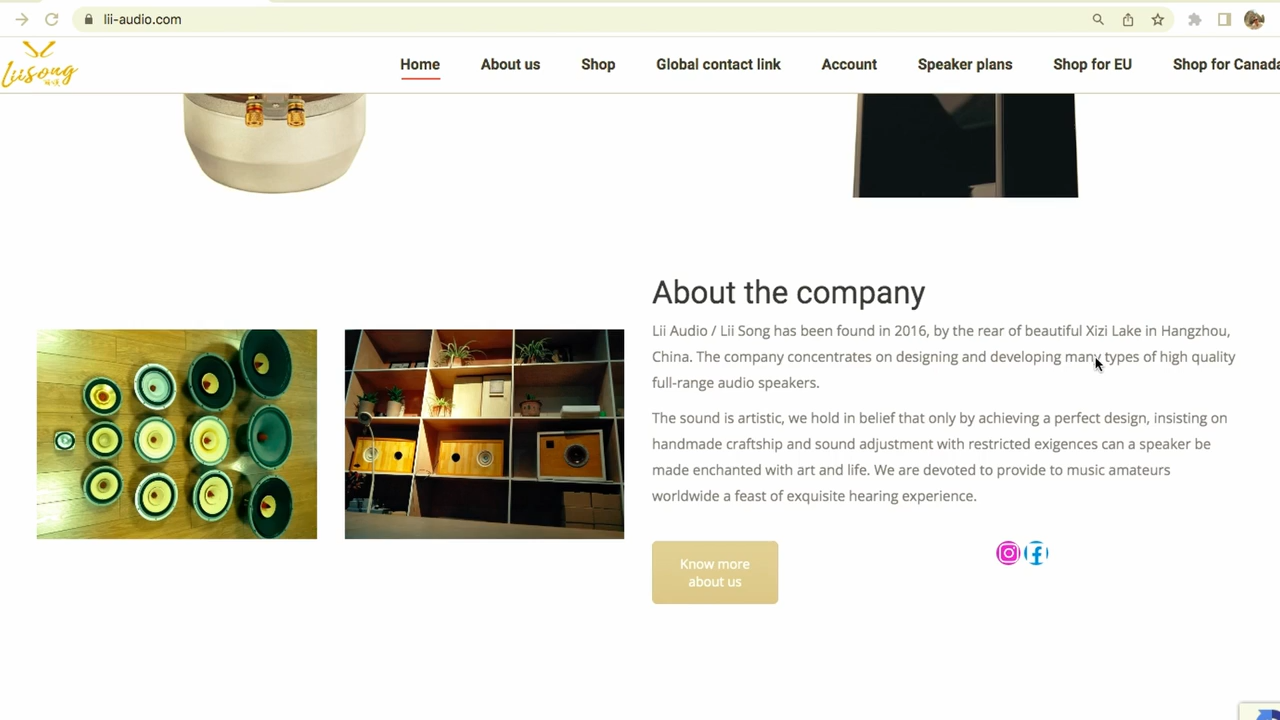 lii-audio.com
Liisong
Home About us Shop Global contact link Account Speaker plans Shop for EU Shop for Canada
About the company
Lii Audio / Lii Song has been found in 2016, by the rear of beautiful Xizi Lake in Hangzhou,
China. The company concentrates on designing and developing many types of high quality
full-range audio speakers.
The sound is artistic, we hold in belief that only by achieving a perfect design, insisting on
handmade craftship and sound adjustment with restricted exigences can a speaker be
made enchanted with art and life. We are devoted to provide to music amateurs
worldwide a feast of exquisite hearing experience.
Know more
about us